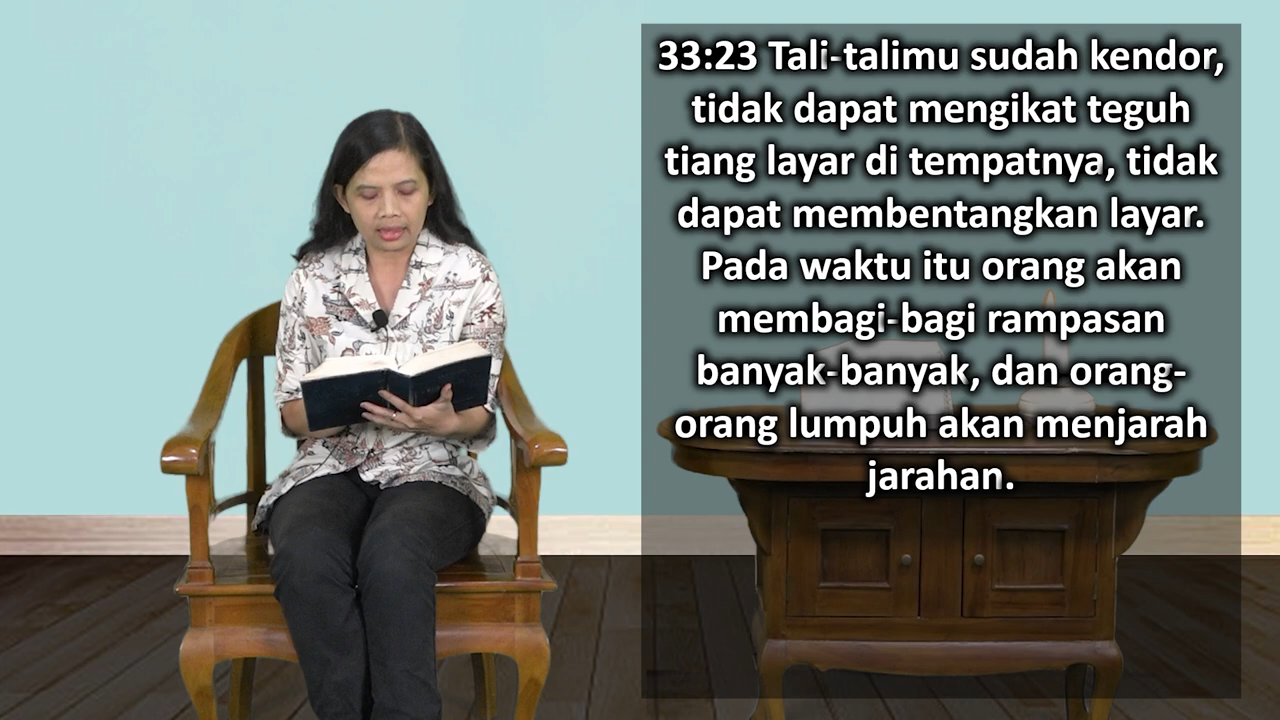 33:23 Tali-talimu sudah kendor,
tidak dapat mengikat teguh
tiang layar di tempatnya, tidak
dapat membentangkan layar.
Pada waktu itu orang akan
membagi-bagi rampasan
banyak-banyak, dan orang-
orang lumpuh akan menjarah
jarahan.